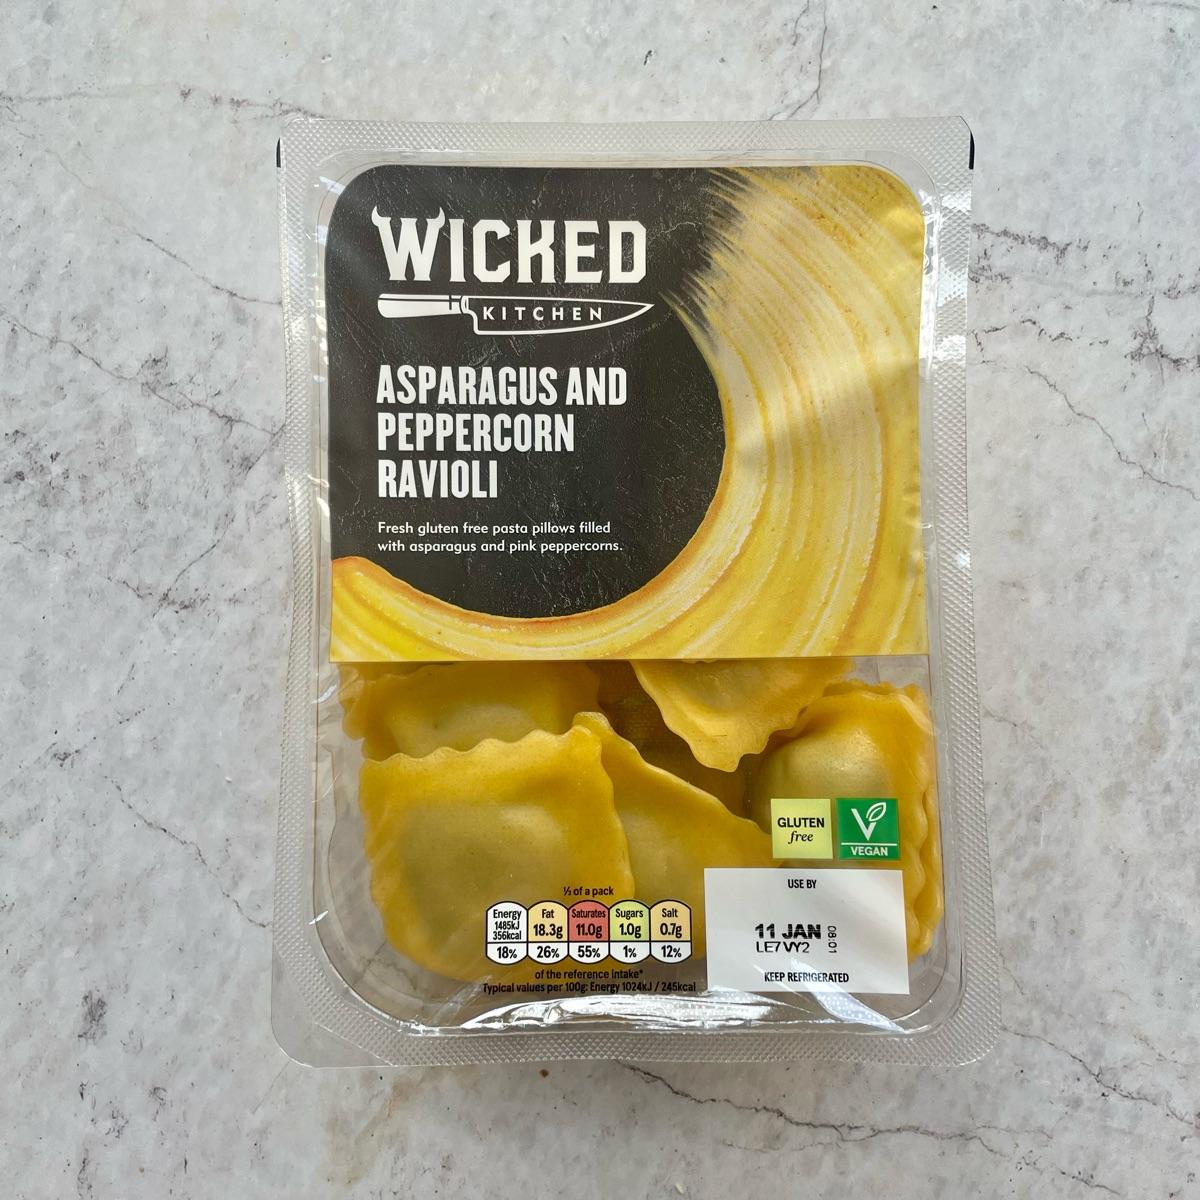 WICKED
KITCHEN
ASPARAGUS AND
PEPPERCORN
RAVIOLI
Fresh gluten free pasta pillows filled
with asparagus and pink peppercorns.
GLUTEN
free
V
VEGAN
½ of a pack
Energy 1485kJ 356kcal 18%
Fat 18.3g 26%
Saturates 11.0g 55%
Sugars 1.0g 1%
Salt 0.7g 12%
of the reference intake*
Typical values per 100g: Energy 1024kJ / 245kcal
USE BY
11 JAN
LE7 VY2
08:01
KEEP REFRIGERATED